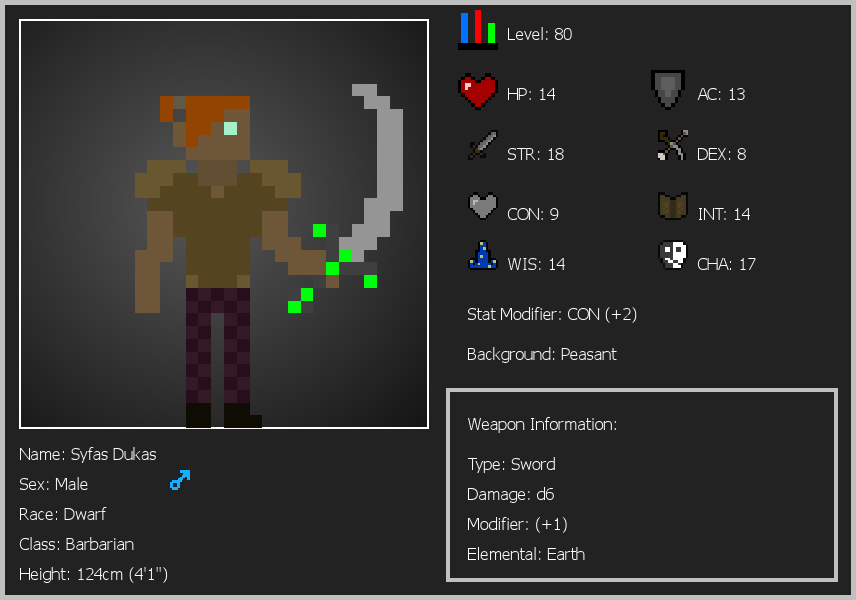 Level: 80
HP: 14
AC: 13
STR: 18
DEX: 8
CON: 9
INT: 14
WIS: 14
CHA: 17
Stat Modifier: CON (+2)
Background: Peasant
Weapon Information:
Type: Sword
Damage: d6
Modifier: (+1)
Elemental: Earth
Name: Syfas Dukas
Sex: Male
Race: Dwarf
Class: Barbarian
Height: 124cm (4'1")